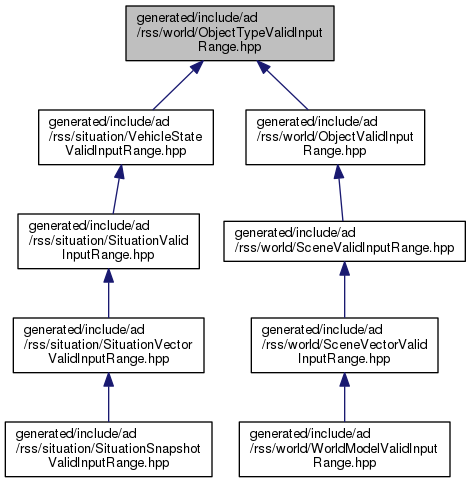 generated/include/ad
/rss/world/ObjectTypeValidInput
Range.hpp
generated/include/ad
/rss/situation/VehicleState
ValidInputRange.hpp
generated/include/ad
/rss/world/ObjectValidInput
Range.hpp
generated/include/ad
/rss/situation/SituationValid
InputRange.hpp
generated/include/ad
/rss/world/SceneValidInputRange.hpp
generated/include/ad
/rss/situation/SituationVector
ValidInputRange.hpp
generated/include/ad
/rss/world/SceneVectorValid
InputRange.hpp
generated/include/ad
/rss/situation/SituationSnapshot
ValidInputRange.hpp
generated/include/ad
/rss/world/WorldModelValidInput
Range.hpp